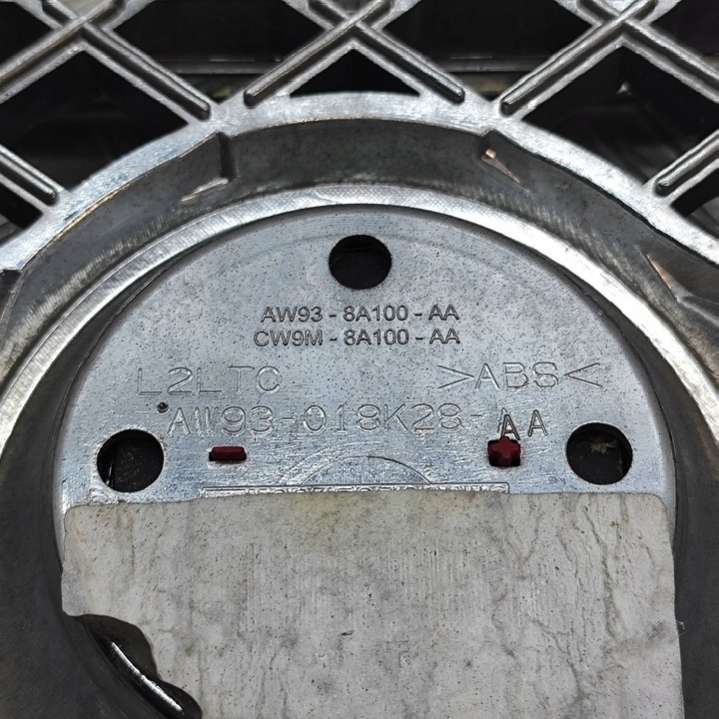 AW93 - 8A100 - AA
CW9M - 8A100 - AA
L2LTC >ABS<
AW93-018K28-AA